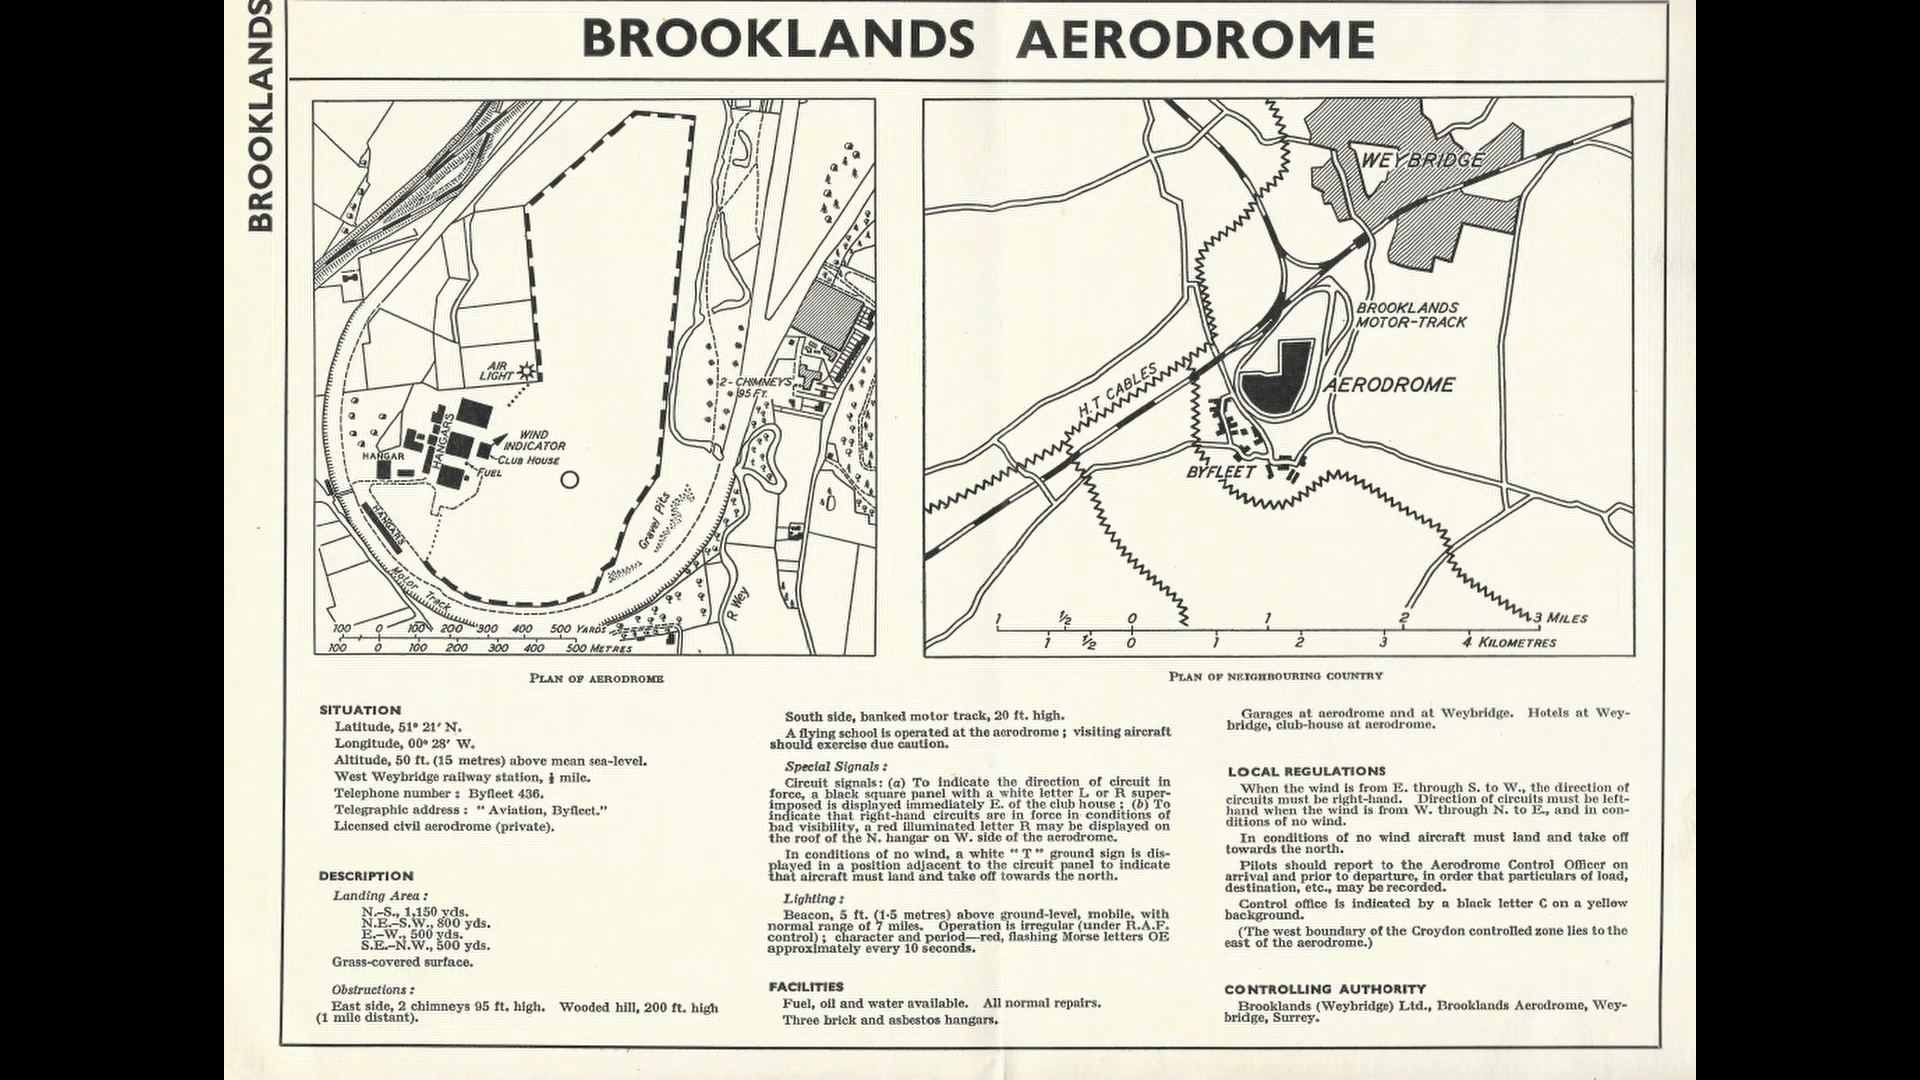 BROOKLANDS
BROOKLANDS AERODROME
AIR
LIGHT
2 - CHIMNEYS
95 FT.
WIND
INDICATOR
CLUB HOUSE
FUEL
HANGAR
HANGARS
HANGARS
Gravel Pits
Motor
Track
R Wey
100 0 100 200 300 400 500 YARDS
100 0 100 200 300 400 500 METRES
PLAN OF AERODROME
WEYBRIDGE
BROOKLANDS
MOTOR-TRACK
AERODROME
H.T CABLES
BYFLEET
1 1/2 0 1 2 3 MILES
1 1/2 0 1 2 3 4 KILOMETRES
PLAN OF NEIGHBOURING COUNTRY
SITUATION
Latitude, 51° 21′ N.
Longitude, 00° 28′ W.
Altitude, 50 ft. (15 metres) above mean sea-level.
West Weybridge railway station, mile.
Telephone number : Byfleet 436.
Telegraphic address : “ Aviation, Byfleet.”
Licensed civil aerodrome (private).
DESCRIPTION
Landing Area :
N.–S., 1,150 yds.
N.E.–S.W., 800 yds.
E.–W., 500 yds.
S.E.–N.W., 500 yds.
Grass-covered surface.
Obstructions :
East side, 2 chimneys 95 ft. high. Wooded hill, 200 ft. high
(1 mile distant).
South side, banked motor track, 20 ft. high.
A flying school is operated at the aerodrome ; visiting aircraft
should exercise due caution.
Special Signals :
Circuit signals : (a) To indicate the direction of circuit in
force, a black square panel with a white letter L or R super-
imposed is displayed immediately E. of the club house ; (b) To
indicate that right-hand circuits are in force in conditions of
bad visibility, a red illuminated letter R may be displayed on
the roof of the N. hangar on W. side of the aerodrome.
In conditions of no wind, a white “ T ” ground sign is dis-
played in a position adjacent to the circuit panel to indicate
that aircraft must land and take off towards the north.
Lighting :
Beacon, 5 ft. (1·5 metres) above ground-level, mobile, with
normal range of 7 miles. Operation is irregular (under R.A.F.
control) ; character and period—red, flashing Morse letters OE
approximately every 10 seconds.
FACILITIES
Fuel, oil and water available. All normal repairs.
Three brick and asbestos hangars.
Garages at aerodrome and at Weybridge. Hotels at Wey-
bridge, club-house at aerodrome.
LOCAL REGULATIONS
When the wind is from E. through S. to W., the direction of
circuits must be right-hand. Direction of circuits must be left-
hand when the wind is from W. through N. to E., and in con-
ditions of no wind.
In conditions of no wind aircraft must land and take off
towards the north.
Pilots should report to the Aerodrome Control Officer on
arrival and prior to departure, in order that particulars of load,
destination, etc., may be recorded.
Control office is indicated by a black letter C on a yellow
background.
(The west boundary of the Croydon controlled zone lies to the
east of the aerodrome.)
CONTROLLING AUTHORITY
Brooklands (Weybridge) Ltd., Brooklands Aerodrome, Wey-
bridge, Surrey.